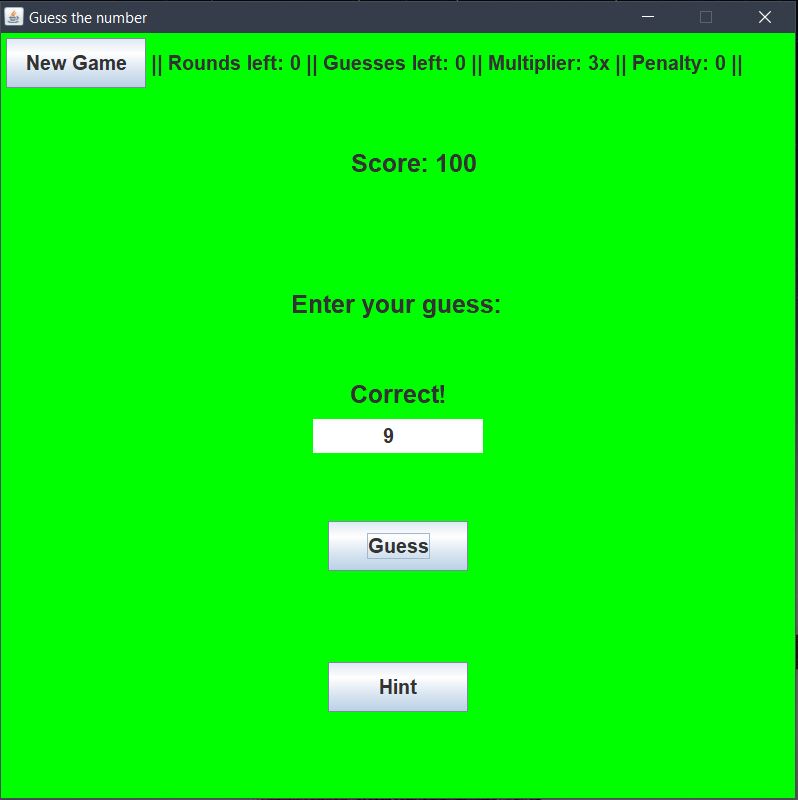 Guess the number
New Game || Rounds left: 0 || Guesses left: 0 || Multiplier: 3x || Penalty: 0 ||
Score: 100
Enter your guess:
Correct!
9
Guess
Hint